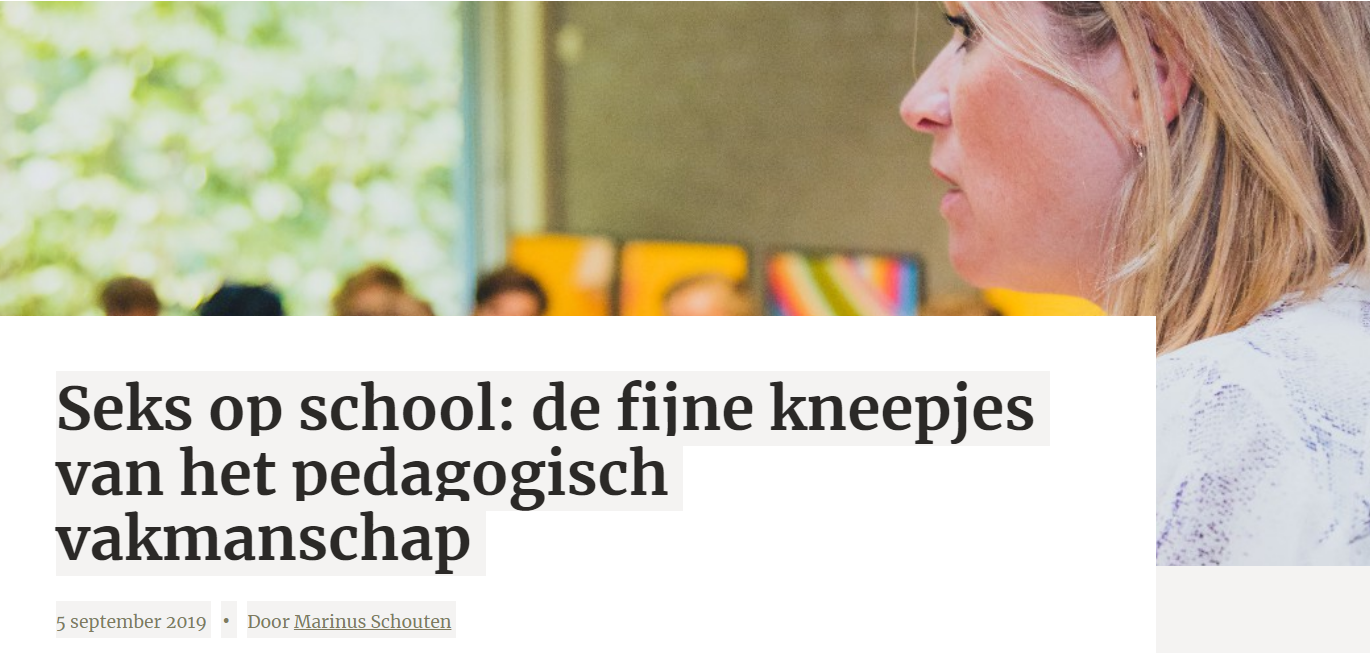 Seks op school: de fijne kneepjes
van het pedagogisch
vakmanschap
5 september 2019 • Door Marinus Schouten